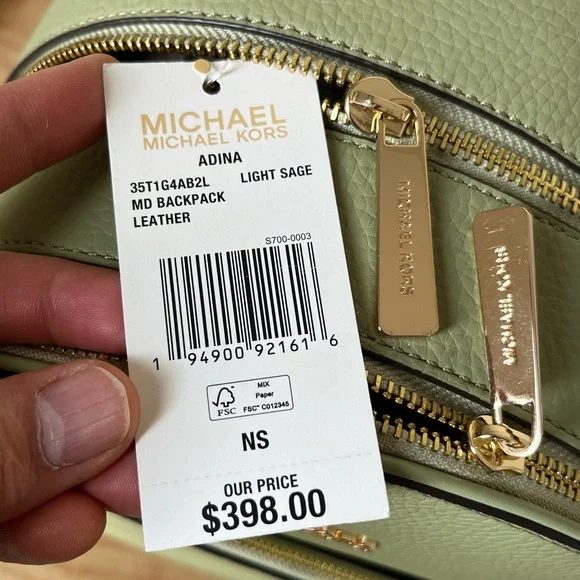 MICHAEL
MICHAEL KORS
ADINA
35T1G4AB2L LIGHT SAGE
MD BACKPACK
LEATHER
S700-0003
1 94900 92161 6
FSC
MIX
Paper
FSC™ C012345
NS
OUR PRICE
$398.00
MICHAEL KORS
MICHAEL KORS